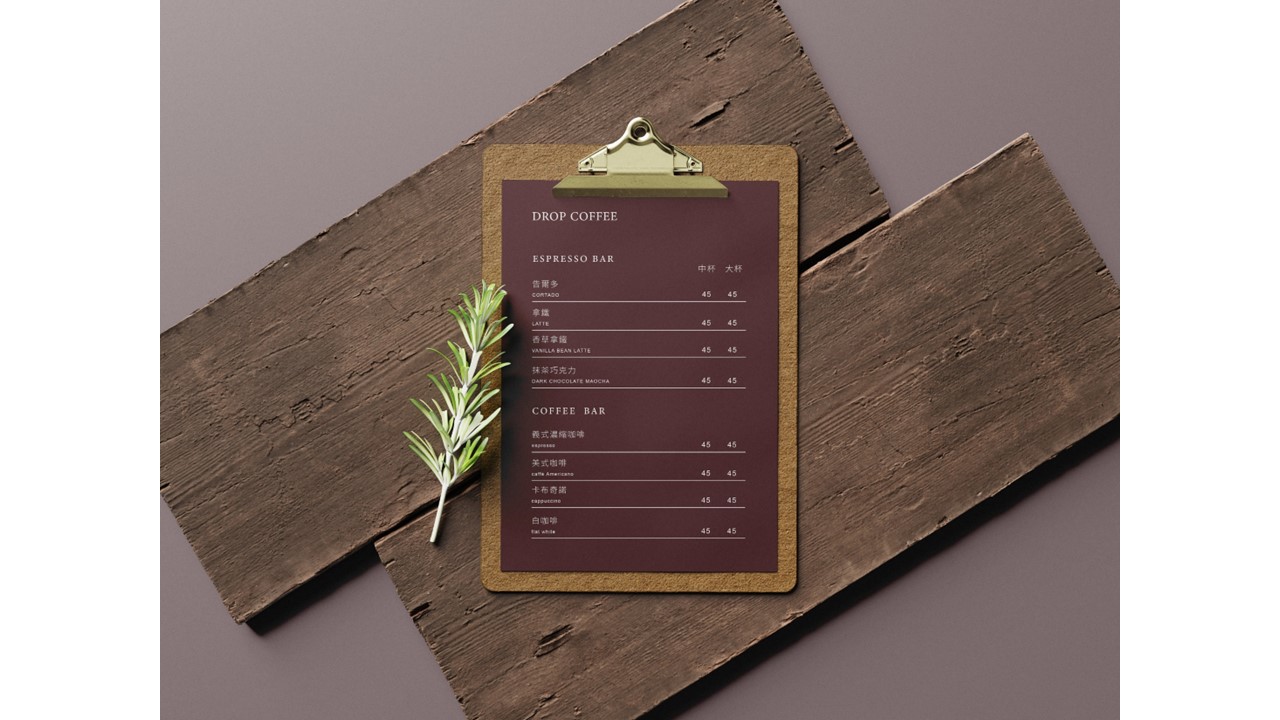 DROP COFFEE
ESPRESSO BAR
中杯 大杯
告爾多
CORTADO 45 45
拿鐵
LATTE 45 45
香草拿鐵
VANILLA BEAN LATTE 45 45
抹茶巧克力
DARK CHOCOLATE MAOCHA 45 45
COFFEE BAR
義式濃縮咖啡
espresso 45 45
美式咖啡
caffe Americano 45 45
卡布奇諾
cappuccino 45 45
白咖啡
flat white 45 45